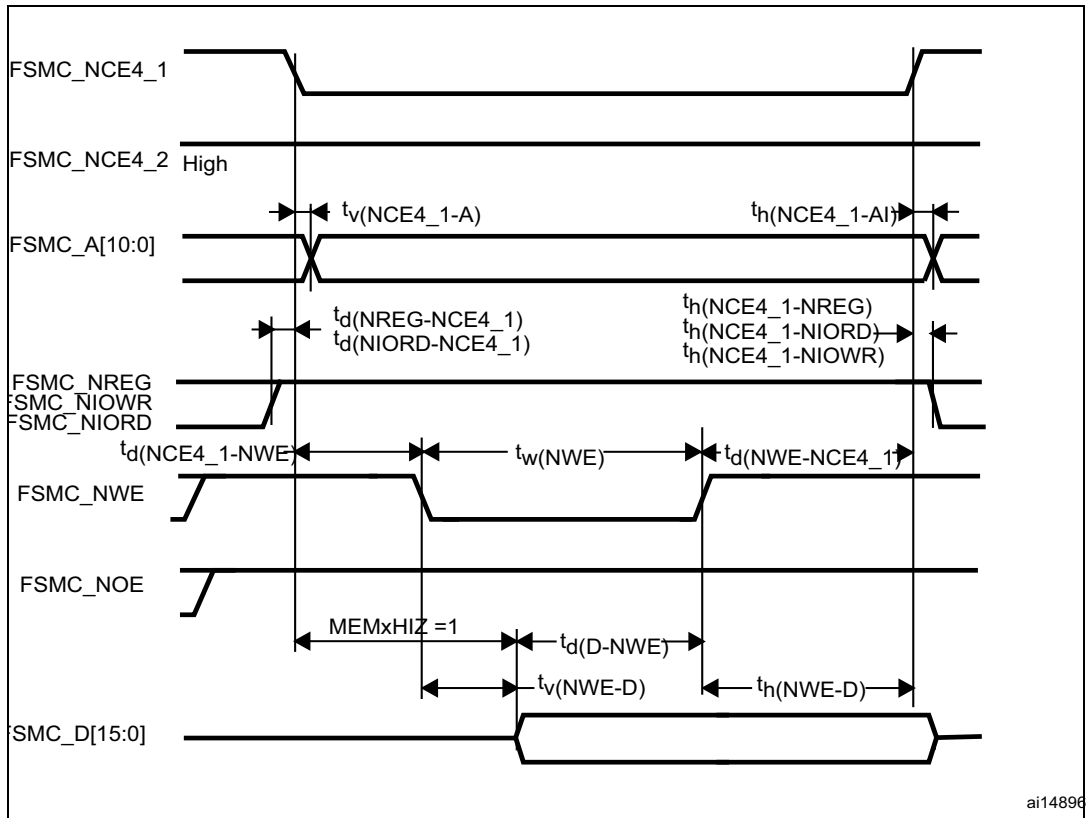 FSMC_NCE4_1
FSMC_NCE4_2 High
tv(NCE4_1-A)
th(NCE4_1-AI)
FSMC_A[10:0]
td(NREG-NCE4_1)
td(NIORD-NCE4_1)
th(NCE4_1-NREG)
th(NCE4_1-NIORD)
th(NCE4_1-NIOWR)
FSMC_NREG
FSMC_NIOWR
FSMC_NIORD
td(NCE4_1-NWE)
tw(NWE)
td(NWE-NCE4_1)
FSMC_NWE
FSMC_NOE
MEMxHIZ =1
td(D-NWE)
tv(NWE-D)
th(NWE-D)
FSMC_D[15:0]
ai14896